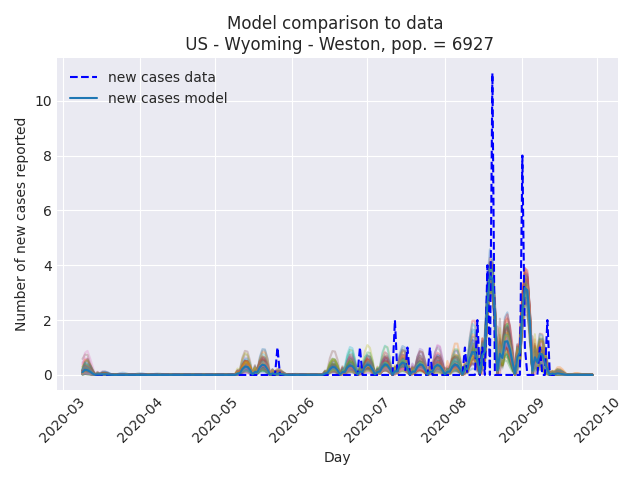 Model comparison to data
US - Wyoming - Weston, pop. = 6927
new cases data
new cases model
Number of new cases reported
10
8
6
4
2
0
2020-03
2020-04
2020-05
2020-06
2020-07
2020-08
2020-09
2020-10
Day